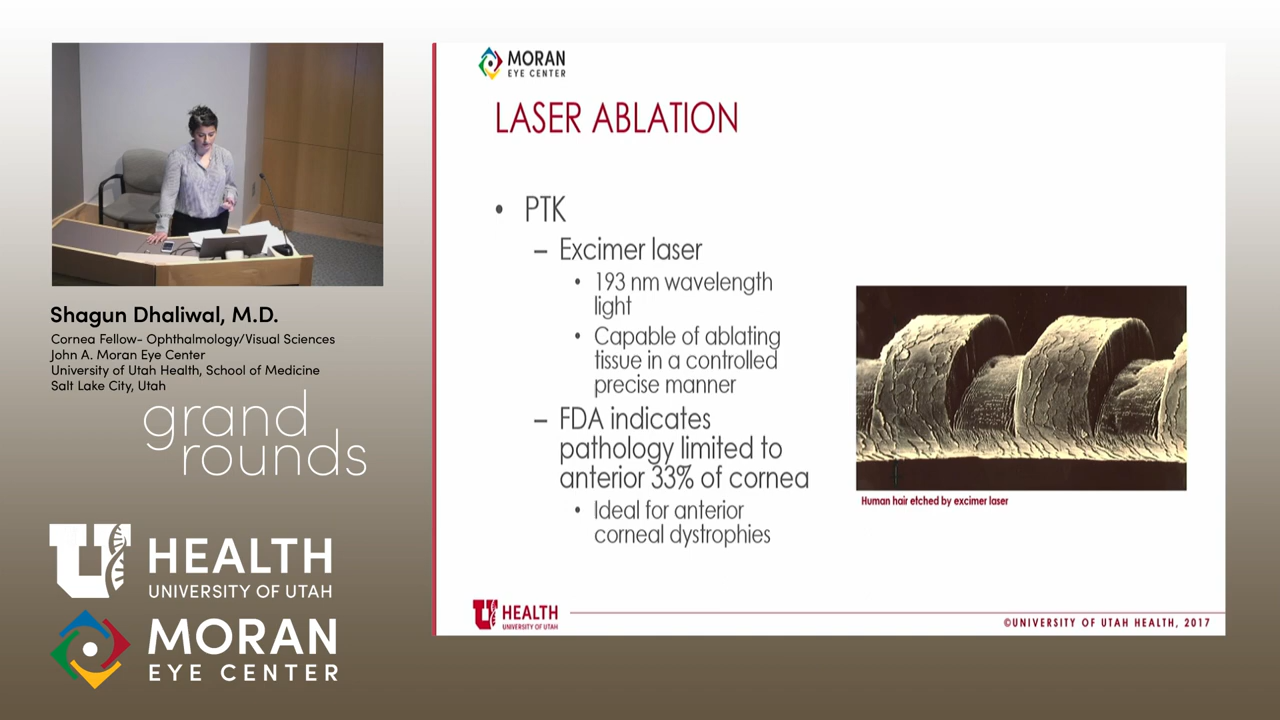 Shagun Dhaliwal, M.D.
Cornea Fellow- Ophthalmology/Visual Sciences
John A. Moran Eye Center
University of Utah Health, School of Medicine
Salt Lake City, Utah
grand
rounds
U HEALTH
UNIVERSITY OF UTAH
MORAN
EYE CENTER
MORAN
EYE CENTER
LASER ABLATION
• PTK
– Excimer laser
• 193 nm wavelength
light
• Capable of ablating
tissue in a controlled
precise manner
– FDA indicates
pathology limited to
anterior 33% of cornea
• Ideal for anterior
corneal dystrophies
Human hair etched by excimer laser
U HEALTH
UNIVERSITY OF UTAH
©UNIVERSITY OF UTAH HEALTH, 2017